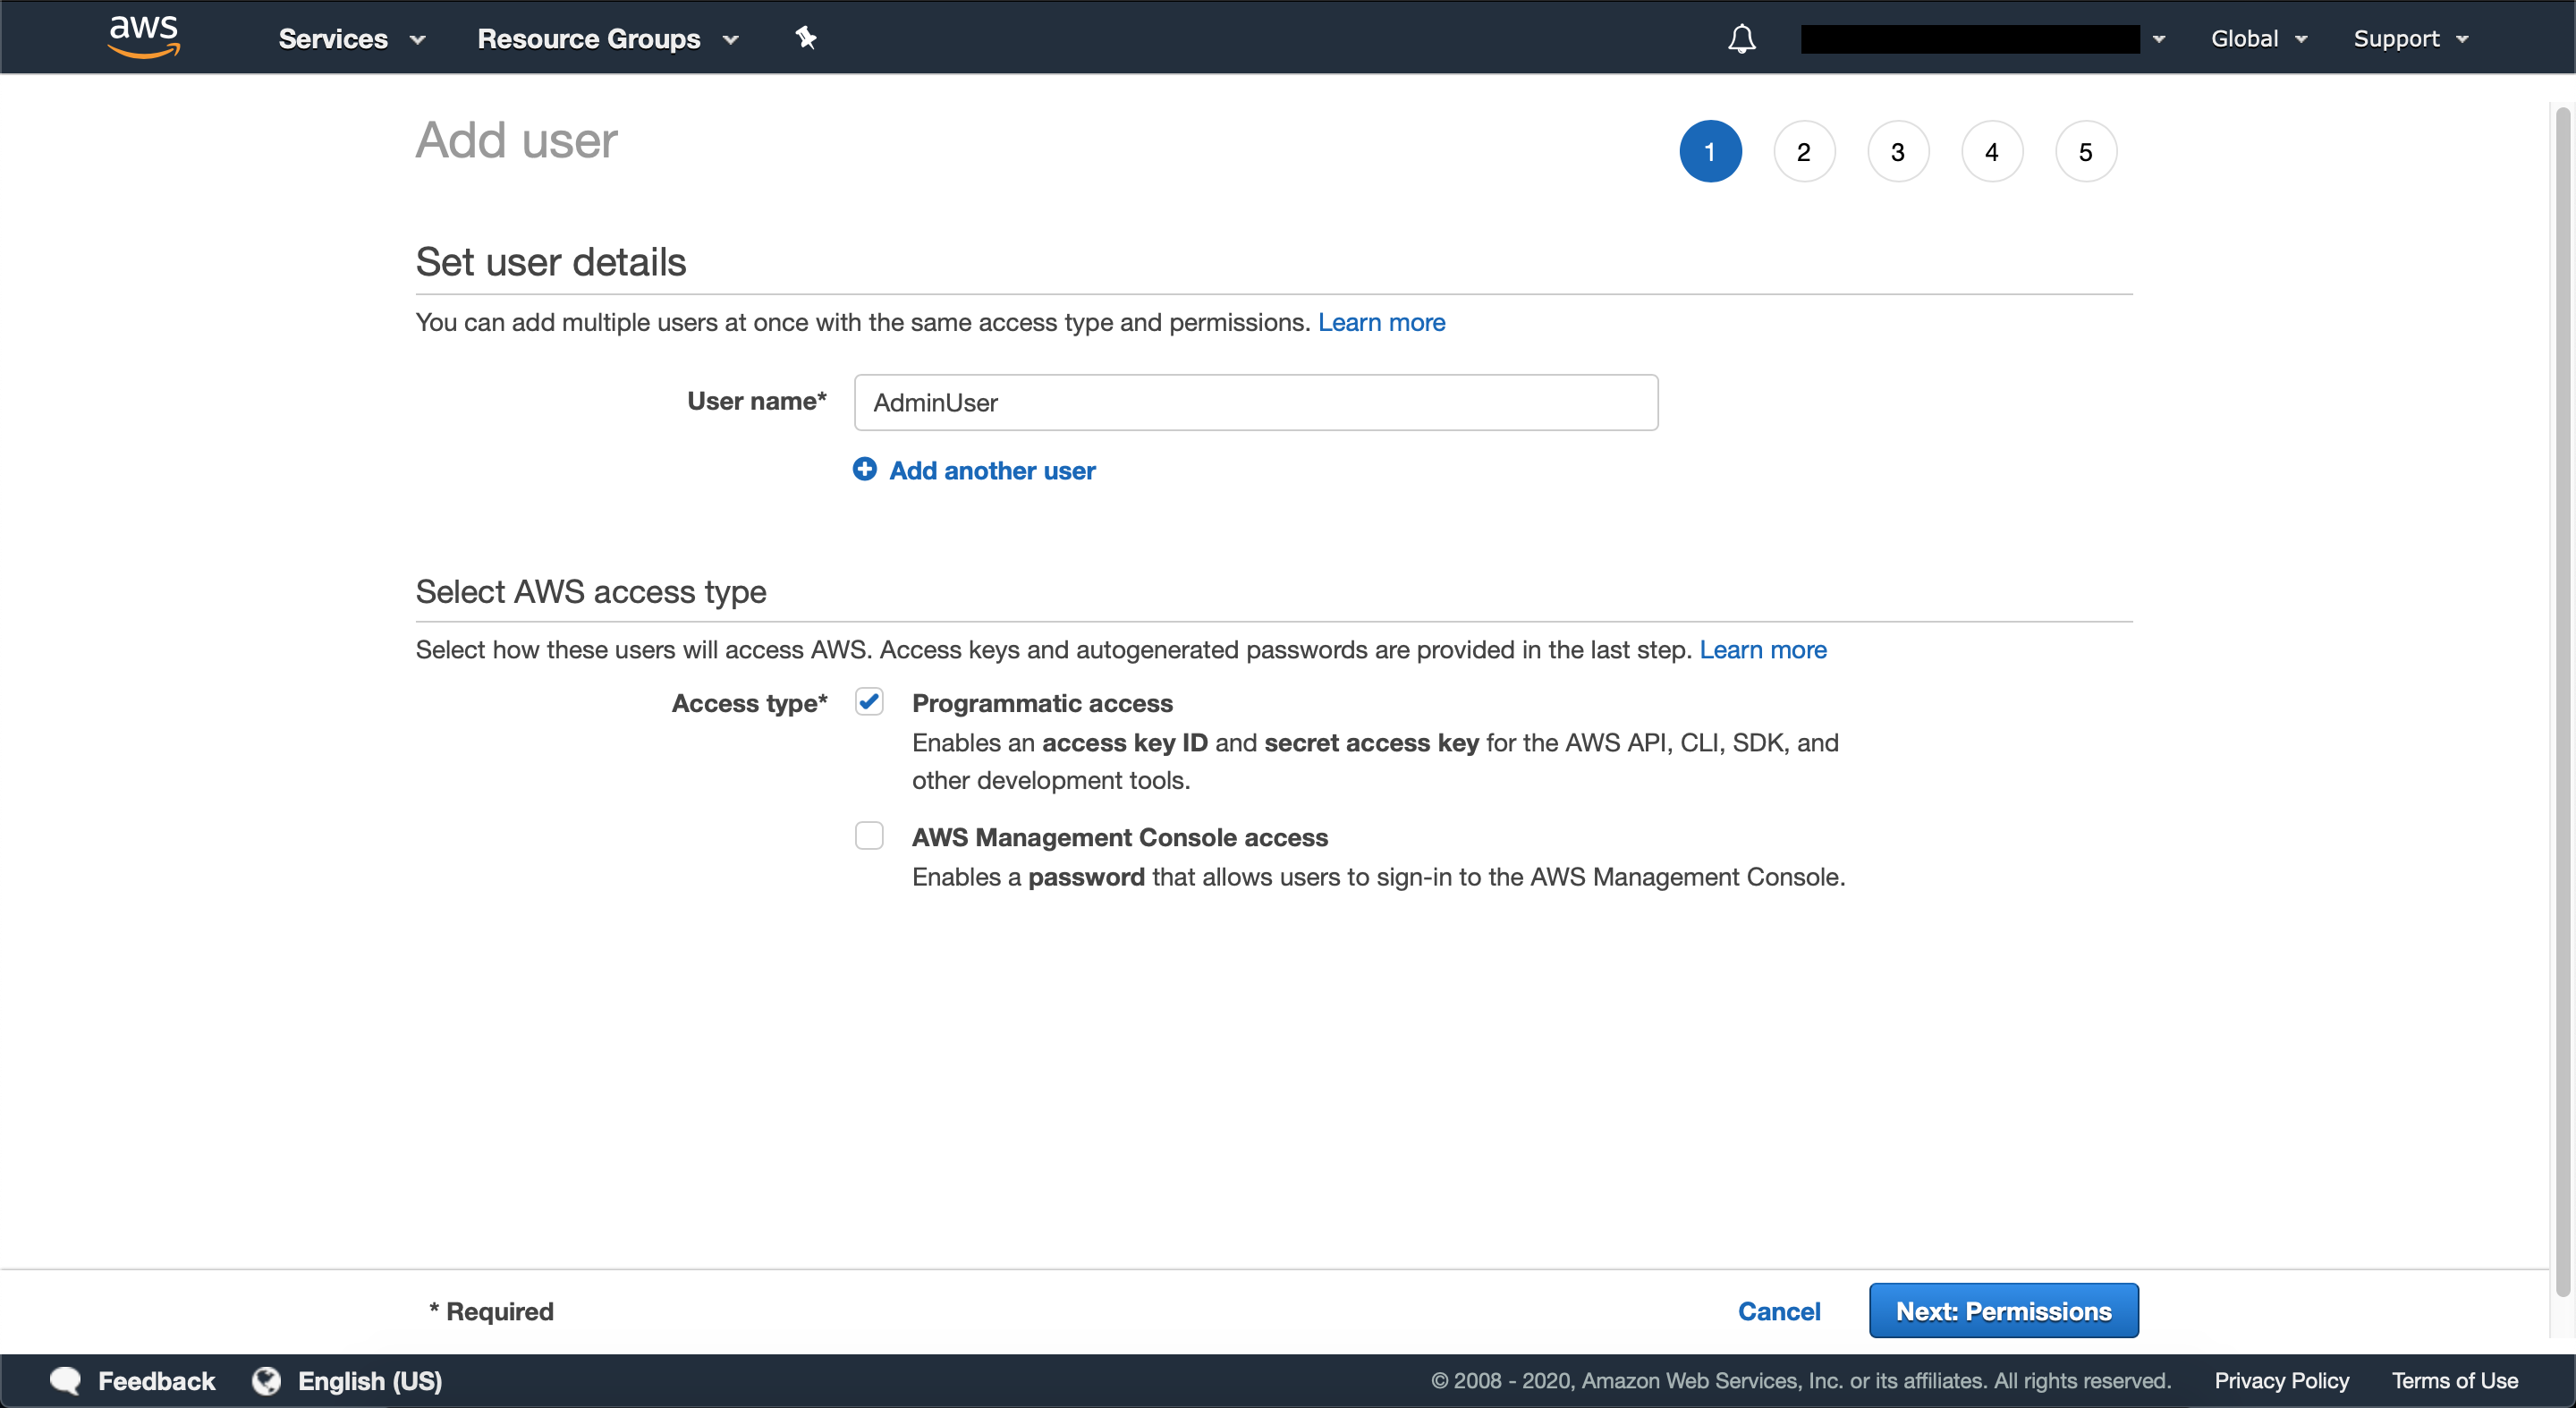 aws Services Resource Groups Global Support
Add user
1 2 3 4 5
Set user details
You can add multiple users at once with the same access type and permissions. Learn more
User name* AdminUser
Add another user
Select AWS access type
Select how these users will access AWS. Access keys and autogenerated passwords are provided in the last step. Learn more
Access type* Programmatic access
Enables an access key ID and secret access key for the AWS API, CLI, SDK, and
other development tools.
AWS Management Console access
Enables a password that allows users to sign-in to the AWS Management Console.
* Required Cancel Next: Permissions
Feedback English (US) © 2008 - 2020, Amazon Web Services, Inc. or its affiliates. All rights reserved. Privacy Policy Terms of Use